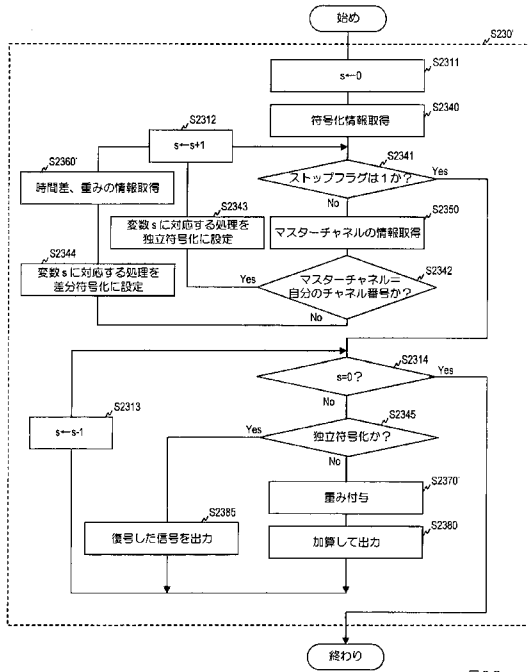 始め
S230'
S2311
s←0
S2340
符号化情報取得
S2312
s←s+1
S2341
ストップフラグは1か?
Yes
No
S2360'
時間差、重みの情報取得
S2343
変数sに対応する処理を
独立符号化に設定
S2350
マスターチャネルの情報取得
S2344
変数sに対応する処理を
差分符号化に設定
Yes
S2342
マスターチャネル=
自分のチャネル番号か?
No
S2314
s=0?
Yes
No
S2313
s←s-1
Yes
S2345
独立符号化か?
No
S2370'
重み付与
S2385
復号した信号を出力
S2380
加算して出力
終わり